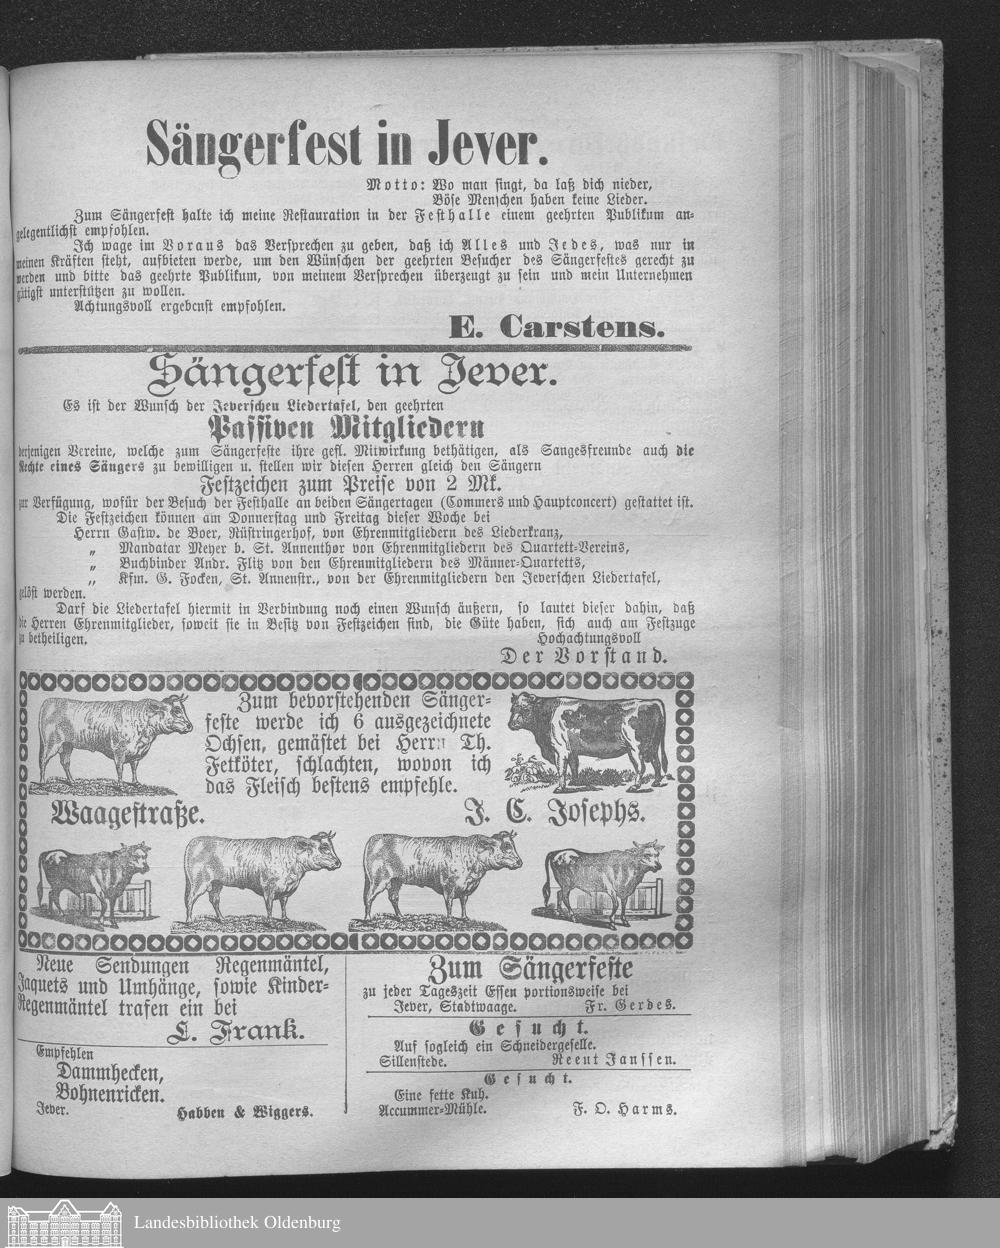 Sängerfest in Jever.
Motto: Wo man singt, da laß dich nieder,
Böse Menschen haben keine Lieder.
Zum Sängerfest halte ich meine Restauration in der Festhalle einem geehrten Publikum an-
gelegentlichst empfohlen.
Ich wage im Voraus das Versprechen zu geben, daß ich Alles und Jedes, was nur in
meinen Kräften steht, aufbieten werde, um den Wünschen der geehrten Besucher des Sängerfestes gerecht zu
werden und bitte das geehrte Publikum, von meinem Versprechen überzeugt zu sein und mein Unternehmen
gütigst unterstützen zu wollen.
Achtungsvoll ergebenst empfohlen.
E. Carstens.
Sängerfest in Jever.
Es ist der Wunsch der Jeverschen Liedertafel, den geehrten
Passiven Mitgliedern
derjenigen Vereine, welche zum Sängerfeste ihre gefl. Mitwirkung bethätigen, als Sangesfreunde auch die
Rechte eines Sängers zu bewilligen u. stellen wir diesen Herren gleich den Sängern
Festzeichen zum Preise von 2 Mk.
zur Verfügung, wofür der Besuch der Festhalle an beiden Sängertagen (Commers und Hauptconcert) gestattet ist.
Die Festzeichen können am Donnerstag und Freitag dieser Woche bei
Herrn Gastw. de Boer, Rüstringerhof, von Ehrenmitgliedern des Liederkranz,
„ Mandatar Meyer b. St. Annenthor von Ehrenmitgliedern des Quartett-Vereins,
„ Buchbinder Andr. Flitz von den Ehrenmitgliedern des Männer-Quartetts,
„ Kfm. G. Focken, St. Annenstr., von der Ehrenmitgliedern den Jeverschen Liedertafel,
gelöst werden.
Darf die Liedertafel hiermit in Verbindung noch einen Wunsch äußern, so lautet dieser dahin, daß
die Herren Ehrenmitglieder, soweit sie in Besitz von Festzeichen sind, die Güte haben, sich auch am Festzuge
zu betheiligen. Hochachtungsvoll
Der Vorstand.
Zum bevorstehenden Sänger-
feste werde ich 6 ausgezeichnete
Ochsen, gemästet bei Herrn Th.
Fetköter, schlachten, wovon ich
das Fleisch bestens empfehle.
Waagestraße. J. C. Josephs.
Neue Sendungen Regenmäntel,
Jaquets und Umhänge, sowie Kinder-
Regenmäntel trafen ein bei
L. Frank.
Empfehlen
Dammhecken,
Bohnenricken.
Jever. Habben & Wiggers.
Zum Sängerfeste
zu jeder Tageszeit Essen portionsweise bei
Jever, Stadtwaage. Fr. Gerdes.
Gesucht.
Auf sogleich ein Schneidergeselle.
Sillenstede. Reent Janssen.
Gesucht.
Eine fette Kuh.
Accummer-Mühle. F. O. Harms.
Landesbibliothek Oldenburg